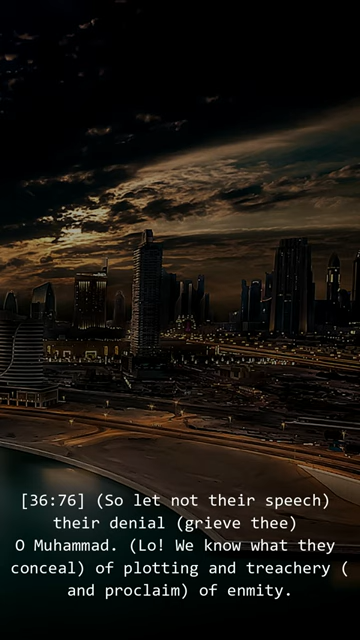 [36:76] (So let not their speech)
their denial (grieve thee)
O Muhammad. (Lo! We know what they
conceal) of plotting and treachery (
and proclaim) of enmity.